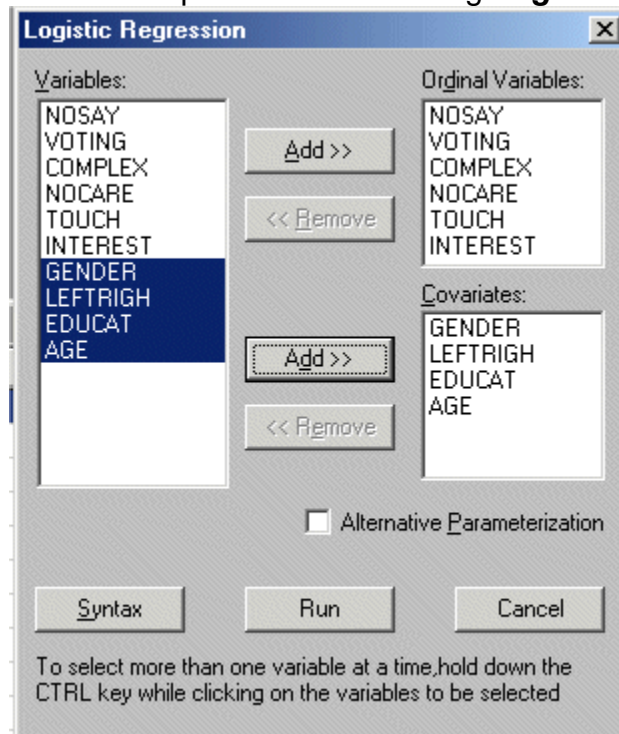 Logistic Regression
Variables:
NOSAY
VOTING
COMPLEX
NOCARE
TOUCH
INTEREST
GENDER
LEFTRIGH
EDUCAT
AGE
Add >>
<< Remove
Add >>
<< Remove
Ordinal Variables:
NOSAY
VOTING
COMPLEX
NOCARE
TOUCH
INTEREST
Covariates:
GENDER
LEFTRIGH
EDUCAT
AGE
Alternative Parameterization
Syntax
Run
Cancel
To select more than one variable at a time,hold down the
CTRL key while clicking on the variables to be selected